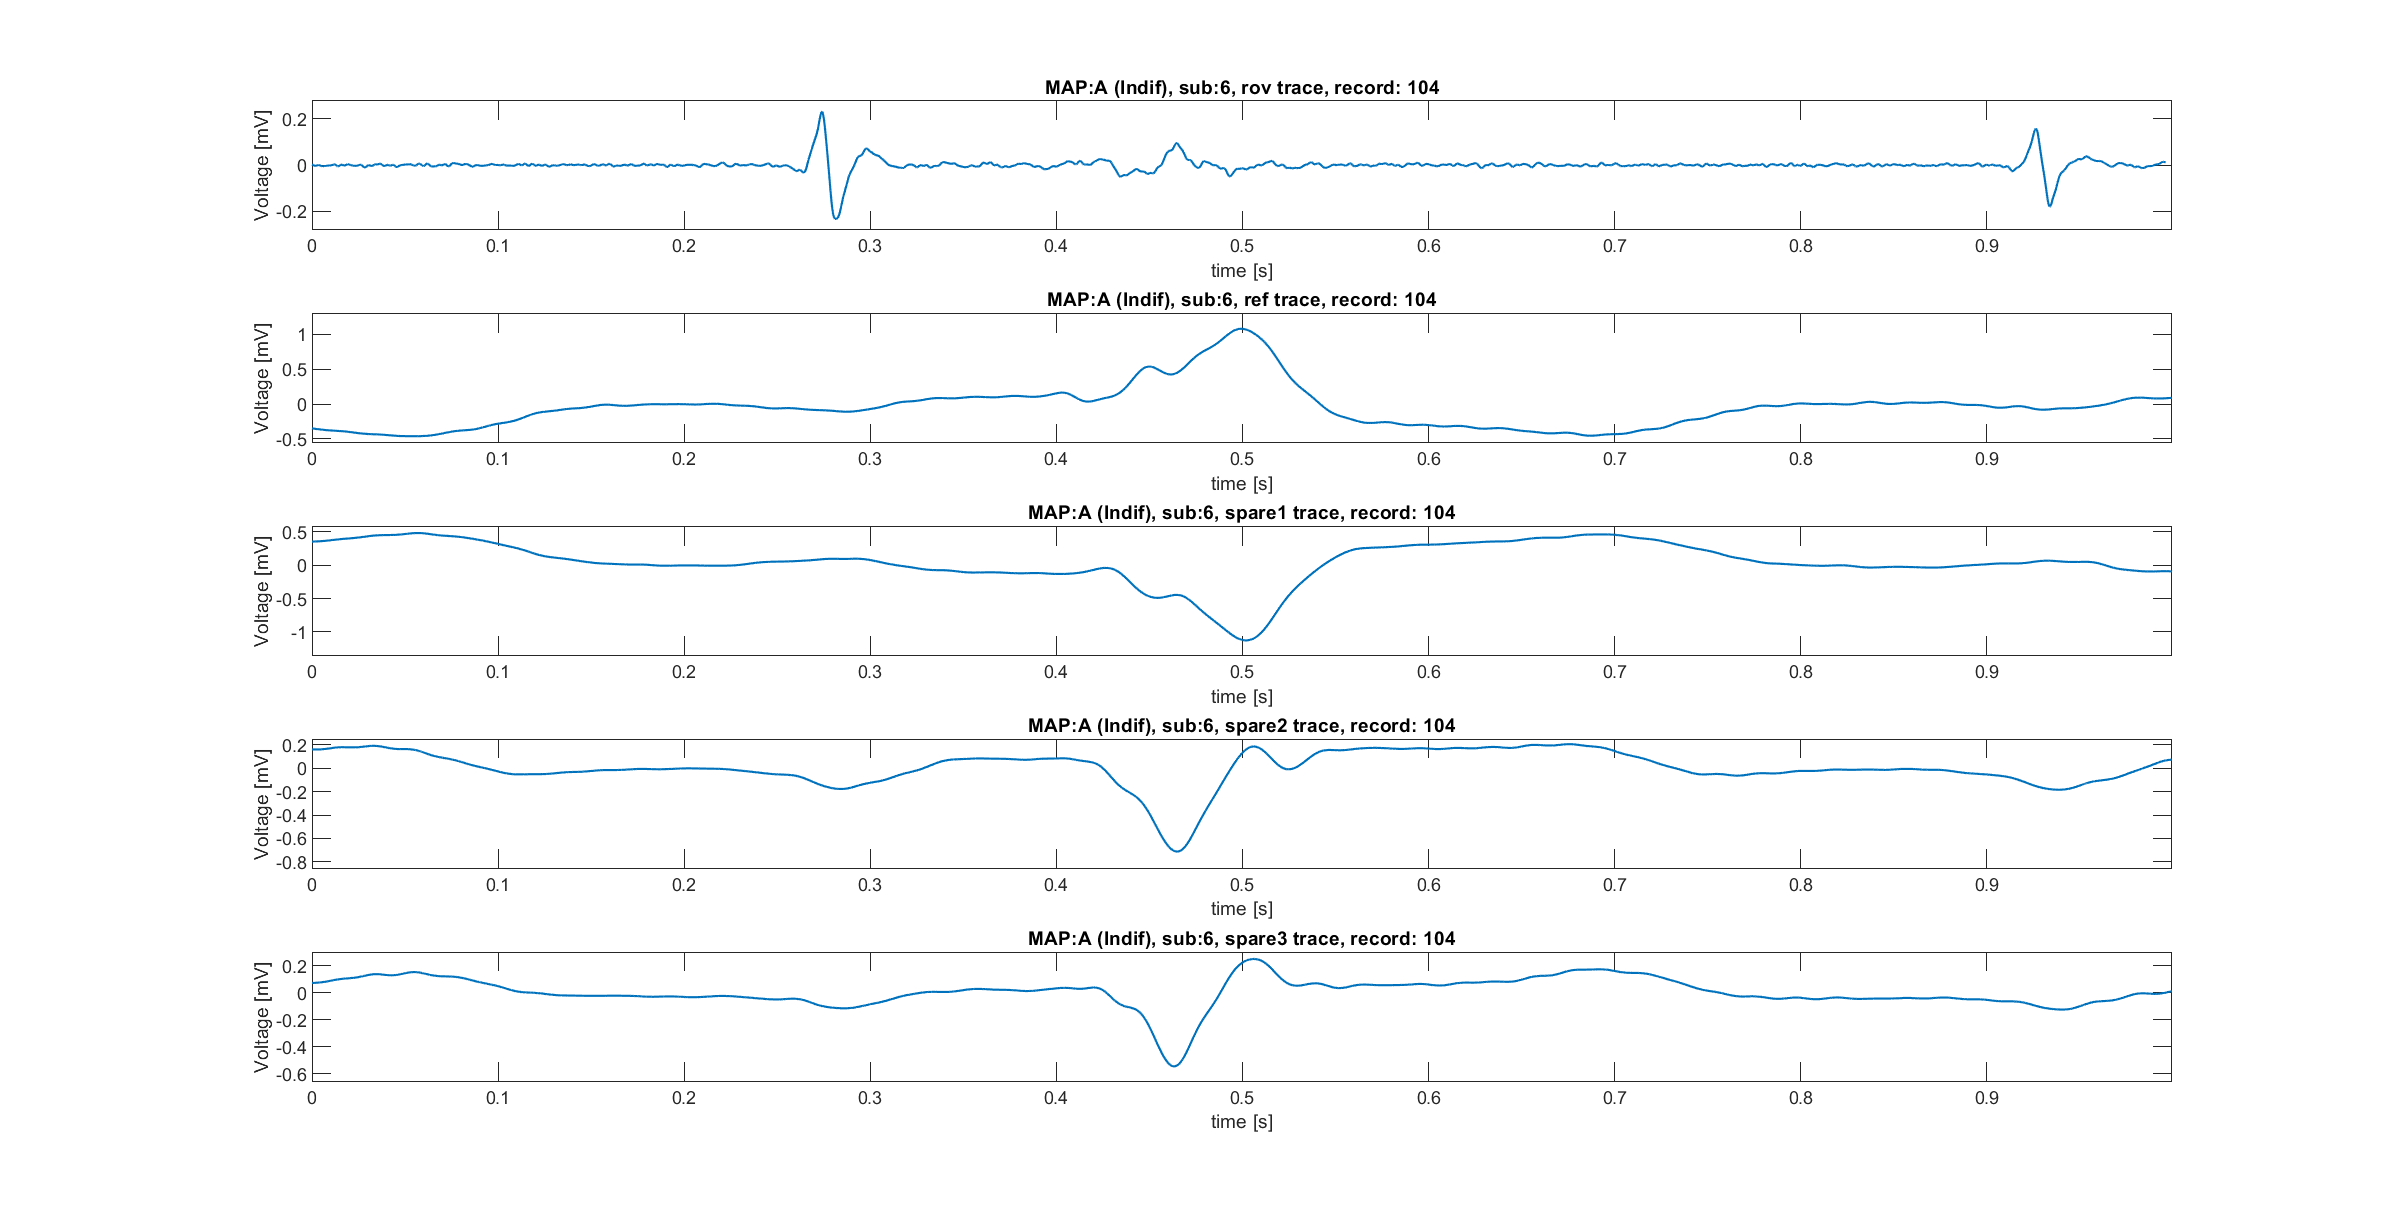 MAP:A (Indif), sub:6, rov trace, record: 104
Voltage [mV]
0.2
0
-0.2
0 0.1 0.2 0.3 0.4 0.5 0.6 0.7 0.8 0.9
time [s]
MAP:A (Indif), sub:6, ref trace, record: 104
Voltage [mV]
1
0.5
0
-0.5
0 0.1 0.2 0.3 0.4 0.5 0.6 0.7 0.8 0.9
time [s]
MAP:A (Indif), sub:6, spare1 trace, record: 104
Voltage [mV]
0.5
0
-0.5
-1
0 0.1 0.2 0.3 0.4 0.5 0.6 0.7 0.8 0.9
time [s]
MAP:A (Indif), sub:6, spare2 trace, record: 104
Voltage [mV]
0.2
0
-0.2
-0.4
-0.6
-0.8
0 0.1 0.2 0.3 0.4 0.5 0.6 0.7 0.8 0.9
time [s]
MAP:A (Indif), sub:6, spare3 trace, record: 104
Voltage [mV]
0.2
0
-0.2
-0.4
-0.6
0 0.1 0.2 0.3 0.4 0.5 0.6 0.7 0.8 0.9
time [s]